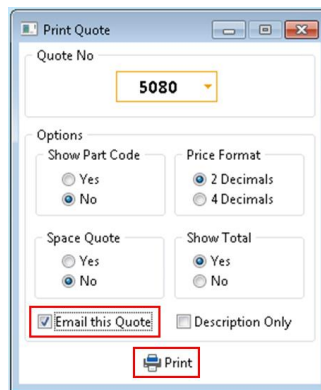 Print Quote
Quote No
5080
Options
Show Part Code
Price Format
Yes
2 Decimals
No
4 Decimals
Space Quote
Show Total
Yes
Yes
No
No
Email this Quote
Description Only
Print